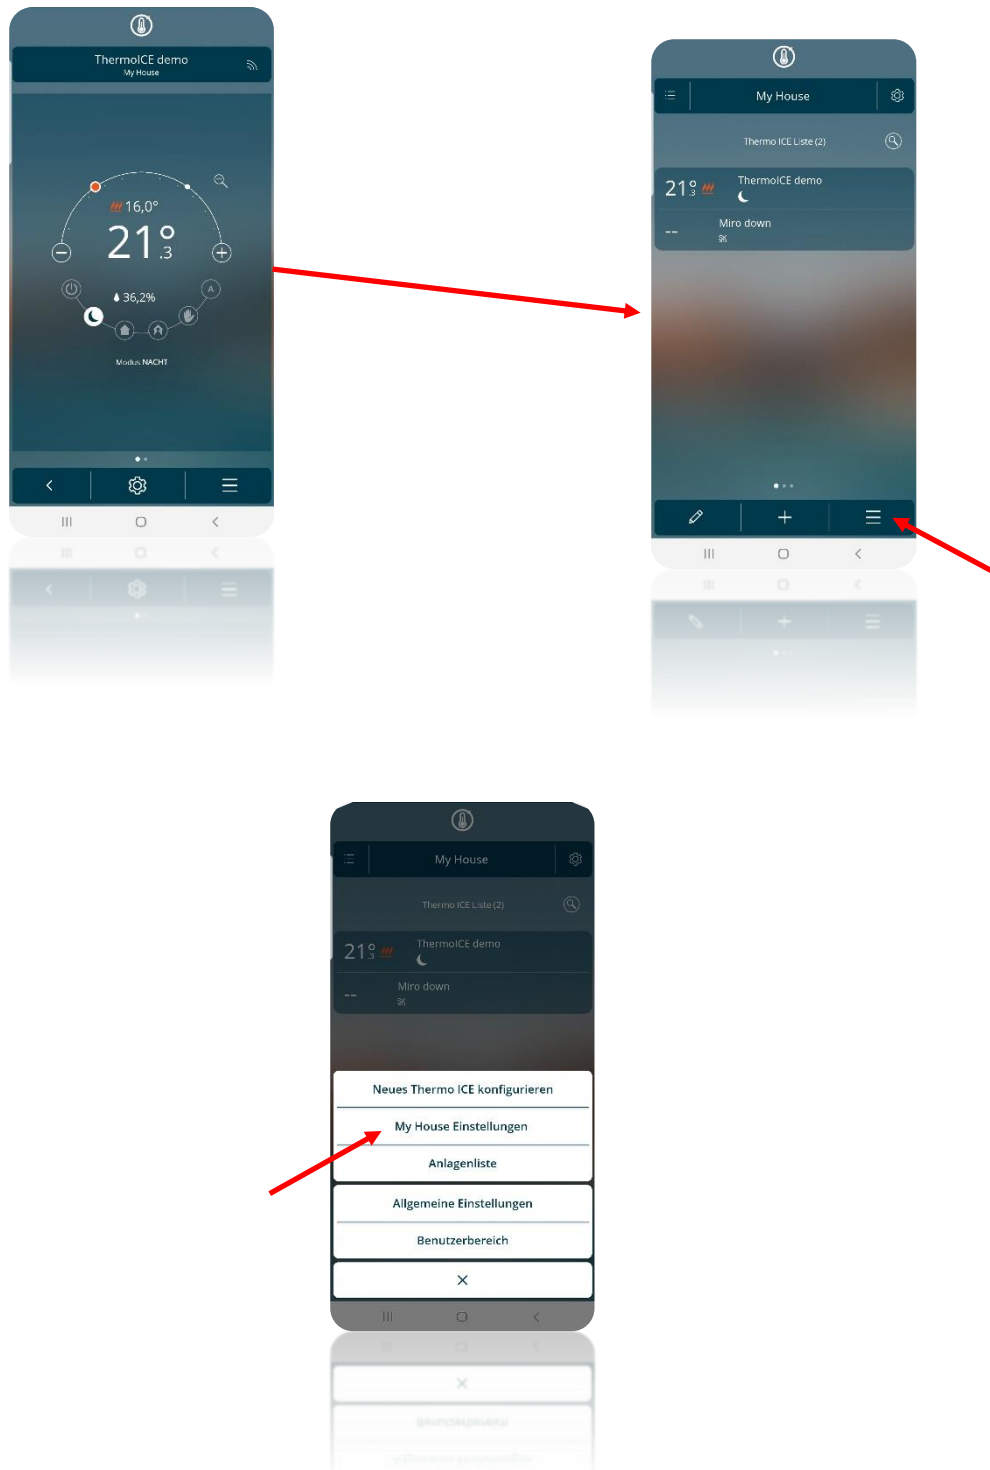 ThermoICE demo
My House
16,0°
21°.3
36,2%
A
Modus NACHT
My House
Thermo ICE Liste (2)
21°.3
ThermoICE demo
--
Miro down
My House
Thermo ICE Liste (2)
21°.3
ThermoICE demo
--
Miro down
Neues Thermo ICE konfigurieren
My House Einstellungen
Anlagenliste
Allgemeine Einstellungen
Benutzerbereich